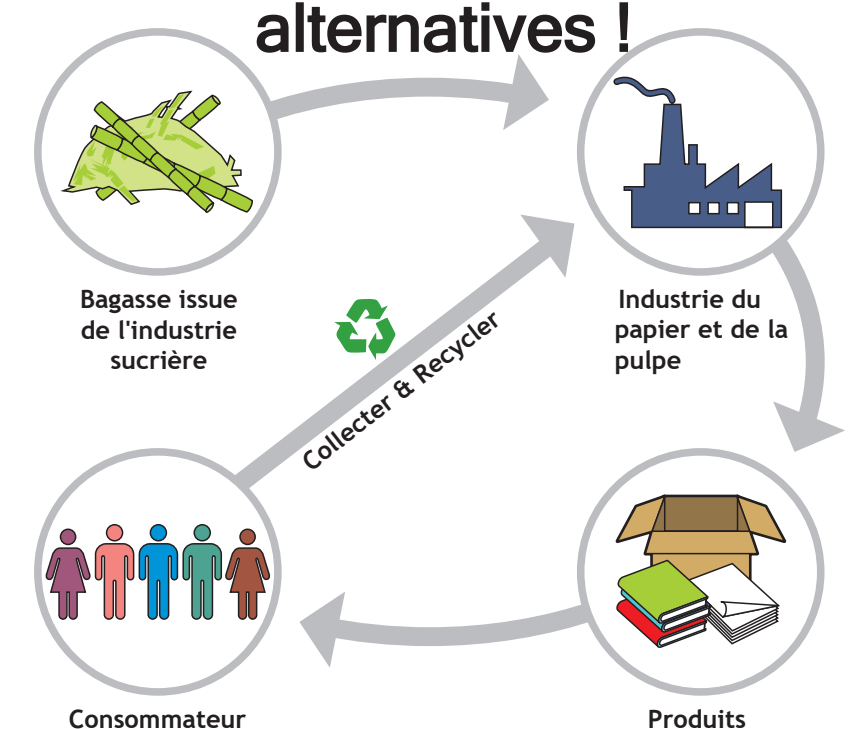 alternatives !
Bagasse issue
de l'industrie
sucrière
Industrie du
papier et de la
pulpe
Collecter & Recycler
Consommateur
Produits